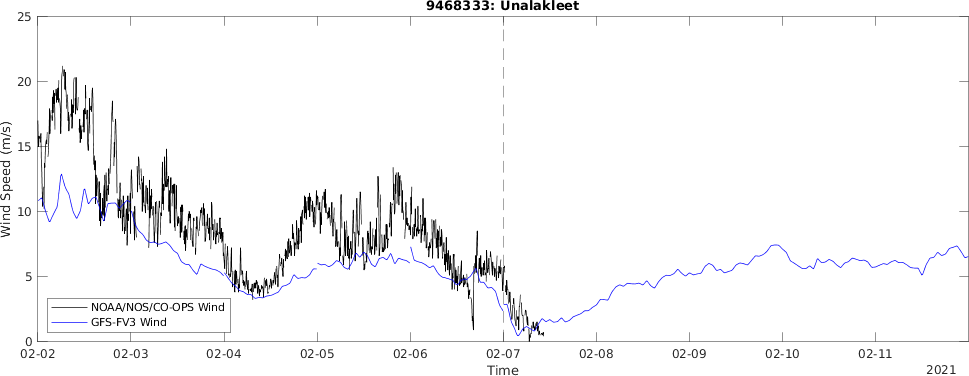 9468333: Unalakleet
25
20
15
10
5
0
Wind Speed (m/s)
NOAA/NOS/CO-OPS Wind
GFS-FV3 Wind
02-02 02-03 02-04 02-05 02-06 02-07 02-08 02-09 02-10 02-11
Time
2021